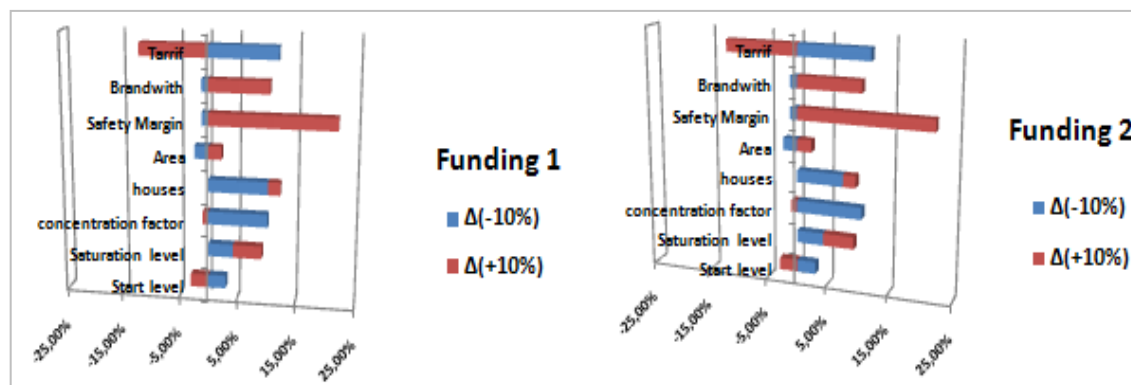 Tarrif
Brandwith
Safety Margin
Area
houses
concentration factor
Saturation level
Start level
-25,00%
-15,00%
-5,00%
5,00%
15,00%
25,00%
Funding 1
Δ(-10%)
Δ(+10%)
Tarrif
Brandwith
Safety Margin
Area
houses
concentration factor
Saturation level
Start level
-25,00%
-15,00%
-5,00%
5,00%
15,00%
25,00%
Funding 2
Δ(-10%)
Δ(+10%)